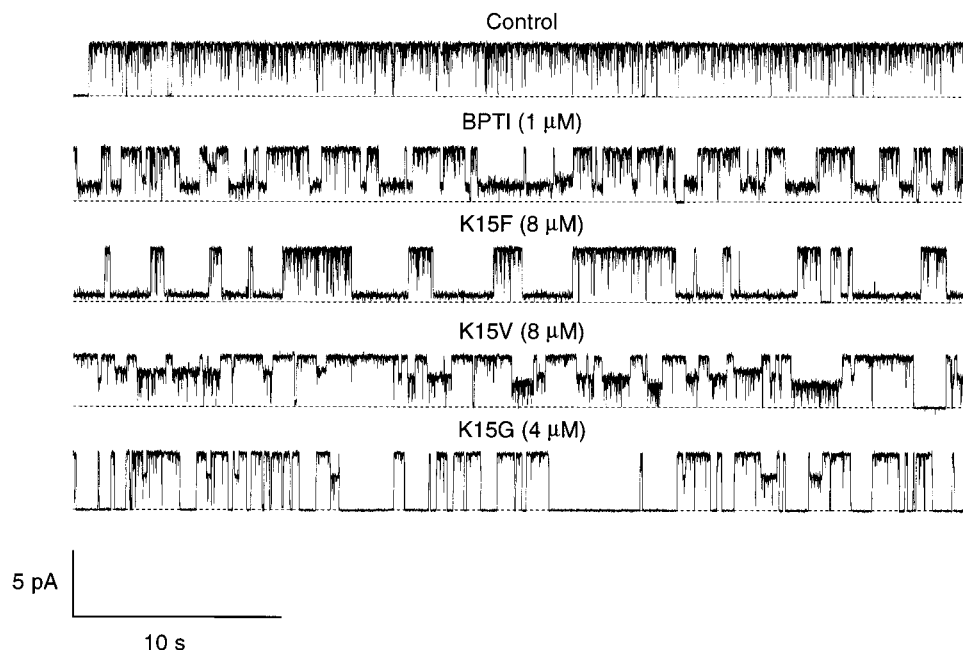 Control
BPTI (1 μM)
K15F (8 μM)
K15V (8 μM)
K15G (4 μM)
5 pA
10 s